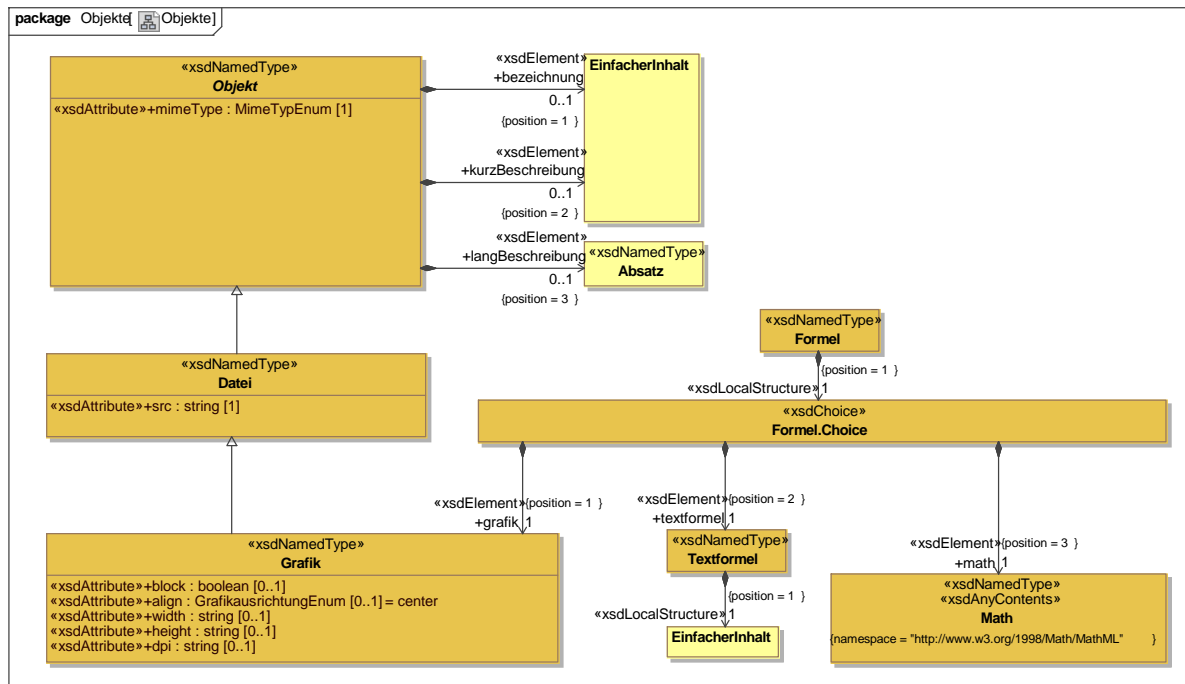 package Objekte[ Objekte]
«xsdNamedType»
Objekt
«xsdAttribute»+mimeType : MimeTypEnum [1]
«xsdElement»
+bezeichnung
0..1
{position = 1 }
EinfacherInhalt
«xsdElement»
+kurzBeschreibung
0..1
{position = 2 }
«xsdElement»
+langBeschreibung
0..1
{position = 3 }
«xsdNamedType»
Absatz
«xsdNamedType»
Datei
«xsdAttribute»+src : string [1]
«xsdNamedType»
Formel
{position = 1 }
«xsdLocalStructure» 1
«xsdChoice»
Formel.Choice
«xsdElement» {position = 1 }
+grafik 1
«xsdElement» {position = 2 }
+textformel 1
«xsdElement» {position = 3 }
+math 1
«xsdNamedType»
Grafik
«xsdAttribute»+block : boolean [0..1]
«xsdAttribute»+align : GrafikausrichtungEnum [0..1] = center
«xsdAttribute»+width : string [0..1]
«xsdAttribute»+height : string [0..1]
«xsdAttribute»+dpi : string [0..1]
«xsdNamedType»
Textformel
{position = 1 }
«xsdLocalStructure» 1
EinfacherInhalt
«xsdNamedType»
«xsdAnyContents»
Math
{namespace = "http://www.w3.org/1998/Math/MathML" }